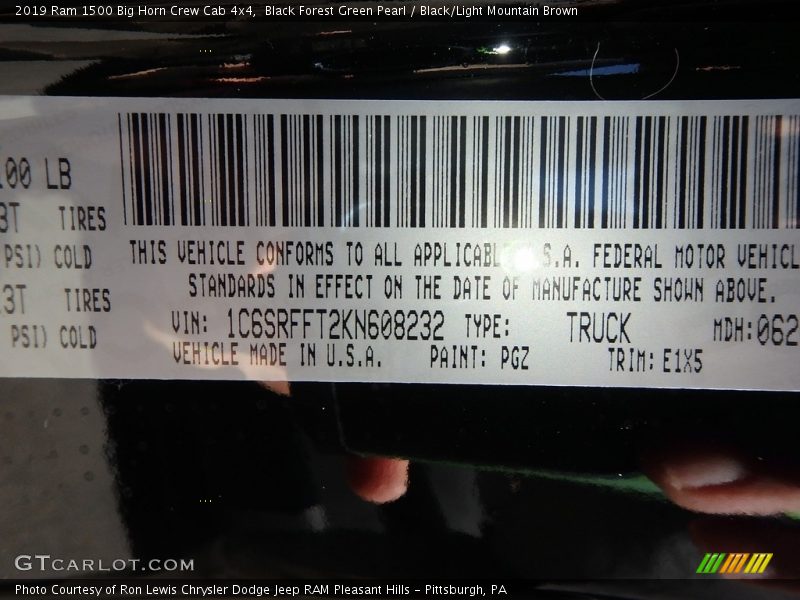 2019 Ram 1500 Big Horn Crew Cab 4x4,  Black Forest Green Pearl / Black/Light Mountain Brown
00 LB
3T TIRES
PSI) COLD
3T TIRES
PSI) COLD
THIS VEHICLE CONFORMS TO ALL APPLICABL S.A. FEDERAL MOTOR VEHICL
STANDARDS IN EFFECT ON THE DATE OF MANUFACTURE SHOWN ABOVE.
VIN: 1C6SRFFT2KN608232 TYPE: TRUCK MDH:062
VEHICLE MADE IN U.S.A. PAINT: PGZ TRIM: E1X5
GTCARLOT.COM
Photo Courtesy of Ron Lewis Chrysler Dodge Jeep RAM Pleasant Hills – Pittsburgh, PA